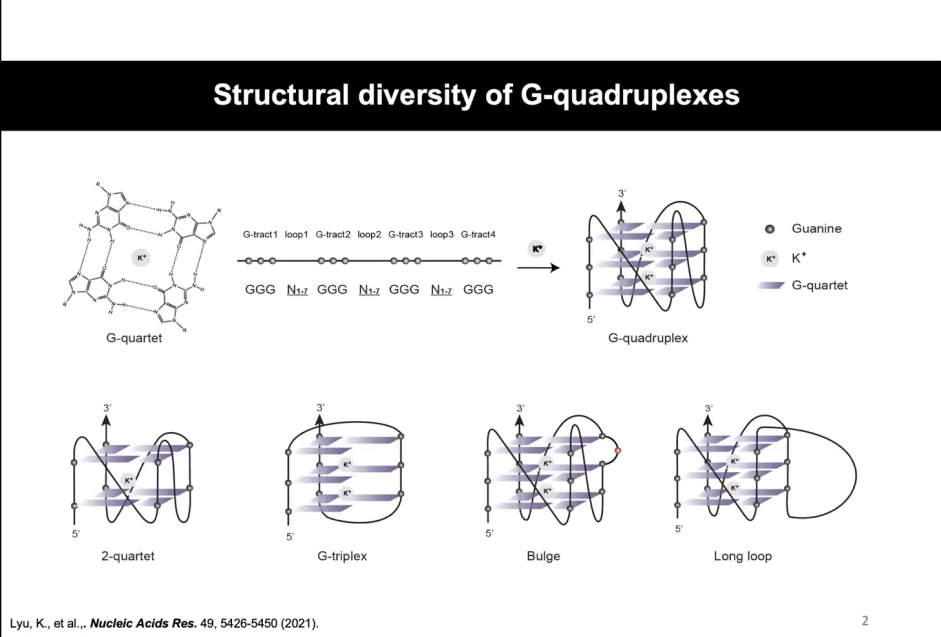 Structural diversity of G-quadruplexes
G-tract1 loop1 G-tract2 loop2 G-tract3 loop3 G-tract4
GGG N1-7 GGG N1-7 GGG N1-7 GGG
K+
K+
G-quartet
3'
K+
K+
5'
G-quadruplex
Guanine
K+ K+
G-quartet
3'
K+
5'
2-quartet
3'
K+
K+
5'
G-triplex
3'
K+
K+
5'
Bulge
3'
K+
K+
5'
Long loop
Lyu, K., et al.,. Nucleic Acids Res. 49, 5426-5450 (2021).
2